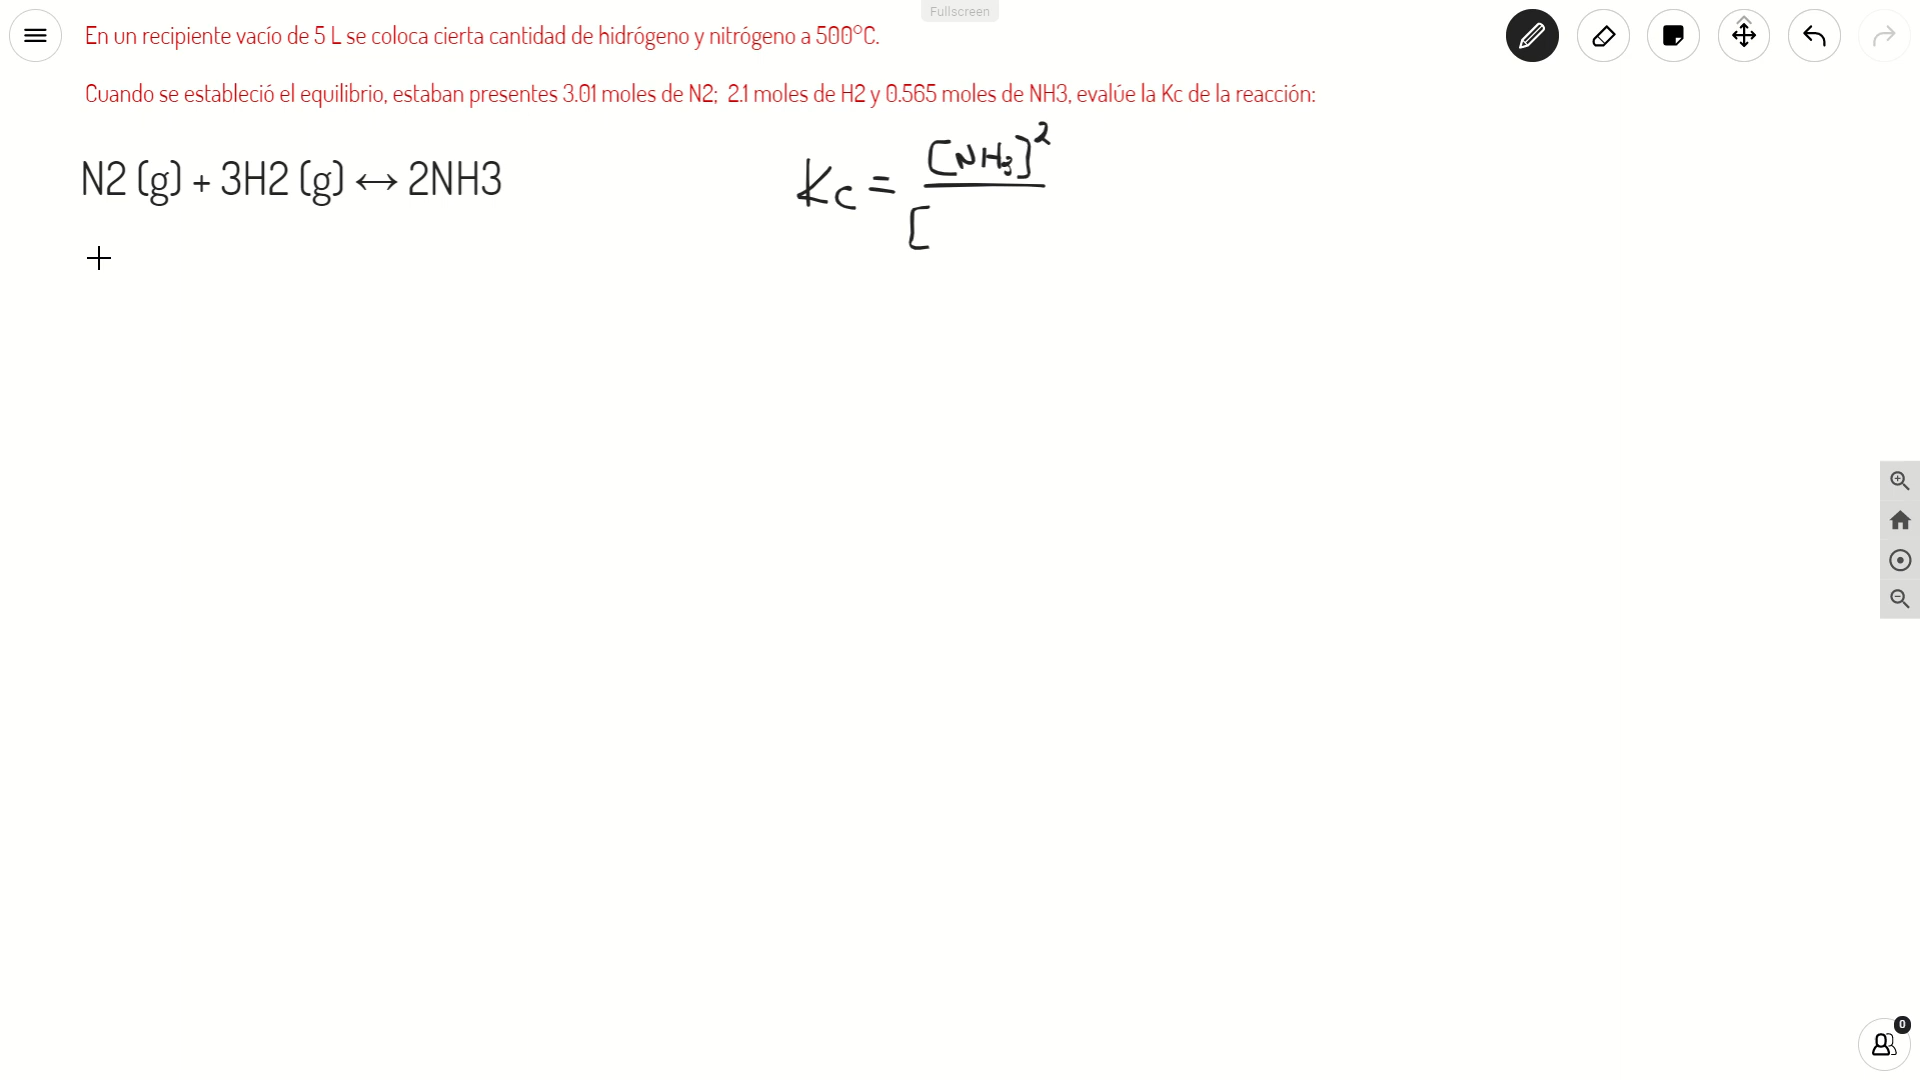 Fullscreen
En un recipiente vacío de 5 L se coloca cierta cantidad de hidrógeno y nitrógeno a 500°C.
Cuando se estableció el equilibrio, estaban presentes 3.01 moles de N2;  2.1 moles de H2 y 0.565 moles de NH3, evalúe la Kc de la reacción:
N2 (g) + 3H2 (g) ↔ 2NH3
Kc = [NH₃]²
[
0